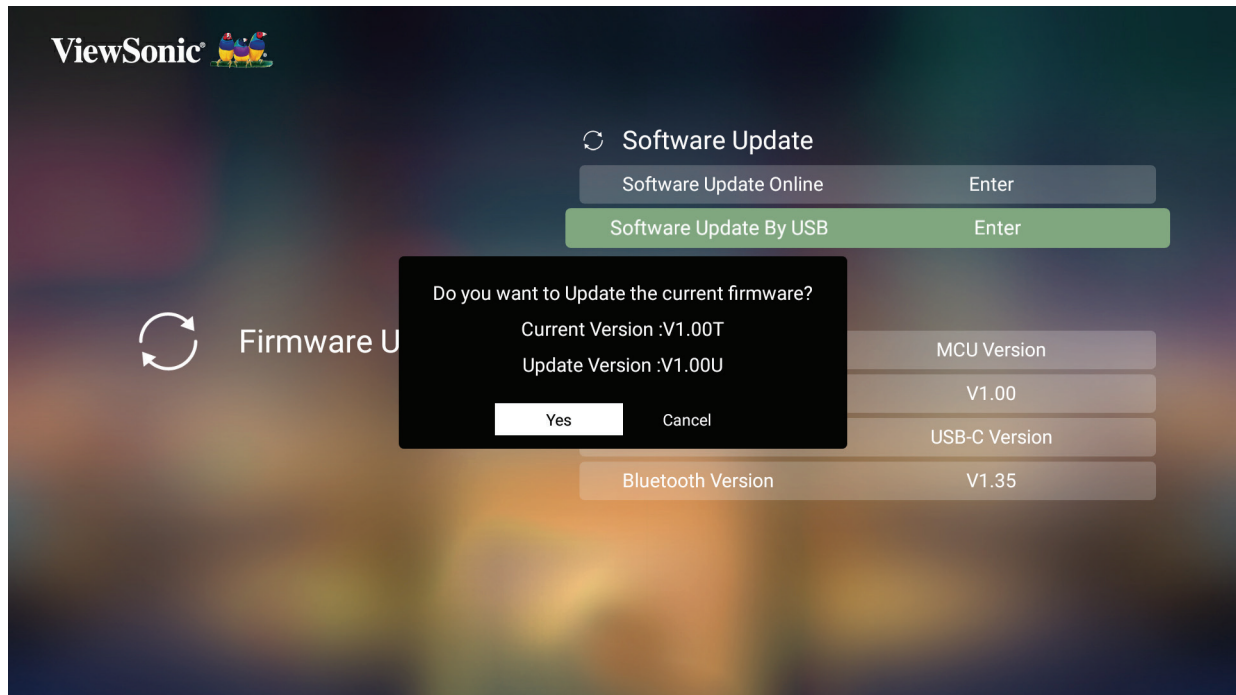 ViewSonic®
Software Update
Software Update Online Enter
Software Update By USB Enter
Do you want to Update the current firmware?
Current Version :V1.00T
Update Version :V1.00U
Yes Cancel
Firmware U
MCU Version
V1.00
USB-C Version
Bluetooth Version V1.35